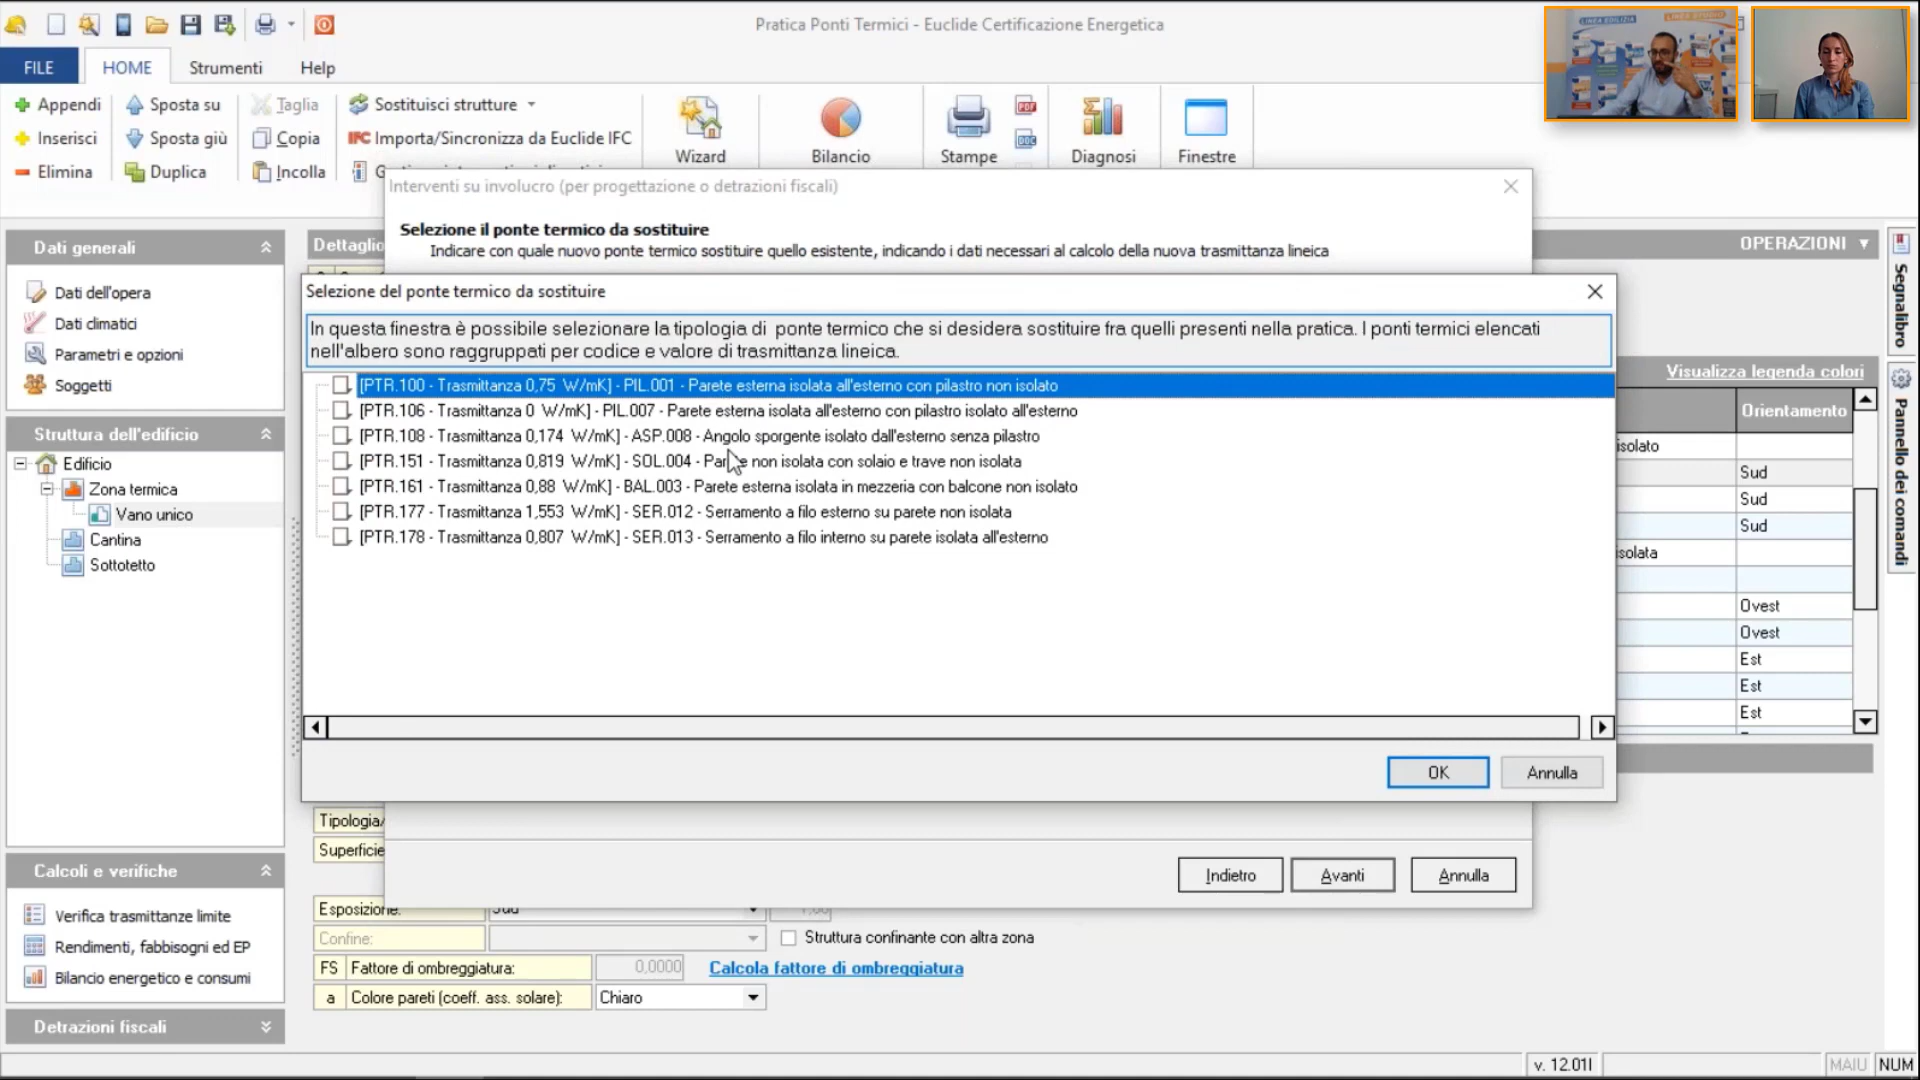 Pratica Ponti Termici - Euclide Certificazione Energetica
LINEA EDILIZIA
FILE
HOME
Strumenti
Help
Appendi
Inserisci
Elimina
Sposta su
Sposta giù
Duplica
Taglia
Copia
Incolla
Sostituisci strutture
IFC Importa/Sincronizza da Euclide IFC
Wizard
Bilancio
Stampe
PDF
DOC
Diagnosi
Finestre
Interventi su involucro (per progettazione o detrazioni fiscali)
Selezione il ponte termico da sostituire
Indicare con quale nuovo ponte termico sostituire quello esistente, indicando i dati necessari al calcolo della nuova trasmittanza lineica
Dati generali
Dati dell'opera
Dati climatici
Parametri e opzioni
Soggetti
Struttura dell'edificio
Edificio
Zona termica
Vano unico
Cantina
Sottotetto
Calcoli e verifiche
Verifica trasmittanze limite
Rendimenti, fabbisogni ed EP
Bilancio energetico e consumi
Detrazioni fiscali
Dettaglio
OPERAZIONI
Selezione del ponte termico da sostituire
In questa finestra è possibile selezionare la tipologia di ponte termico che si desidera sostituire fra quelli presenti nella pratica. I ponti termici elencati
nell'albero sono raggruppati per codice e valore di trasmittanza lineica.
[PTR.100 - Trasmittanza 0,75 W/mK] - PIL.001 - Parete esterna isolata all'esterno con pilastro non isolato
[PTR.106 - Trasmittanza 0 W/mK] - PIL.007 - Parete esterna isolata all'esterno con pilastro isolato all'esterno
[PTR.108 - Trasmittanza 0,174 W/mK] - ASP.008 - Angolo sporgente isolato dall'esterno senza pilastro
[PTR.151 - Trasmittanza 0,819 W/mK] - SOL.004 - Parete non isolata con solaio e trave non isolata
[PTR.161 - Trasmittanza 0,88 W/mK] - BAL.003 - Parete esterna isolata in mezzeria con balcone non isolato
[PTR.177 - Trasmittanza 1,553 W/mK] - SER.012 - Serramento a filo esterno su parete non isolata
[PTR.178 - Trasmittanza 0,807 W/mK] - SER.013 - Serramento a filo interno su parete isolata all'esterno
OK
Annulla
Visualizza legenda colori
Orientamento
isolato
Sud
Sud
Sud
isolata
Ovest
Ovest
Est
Est
Est
Segnalibro
Pannello dei comandi
Tipologia/
Superficie
Indietro
Avanti
Annulla
Esposizione:
Sud
1,00
Confine:
Struttura confinante con altra zona
FS
Fattore di ombreggiatura:
0,0000
Calcola fattore di ombreggiatura
a
Colore pareti (coeff. ass. solare):
Chiaro
v. 12.01l
MAIU
NUM